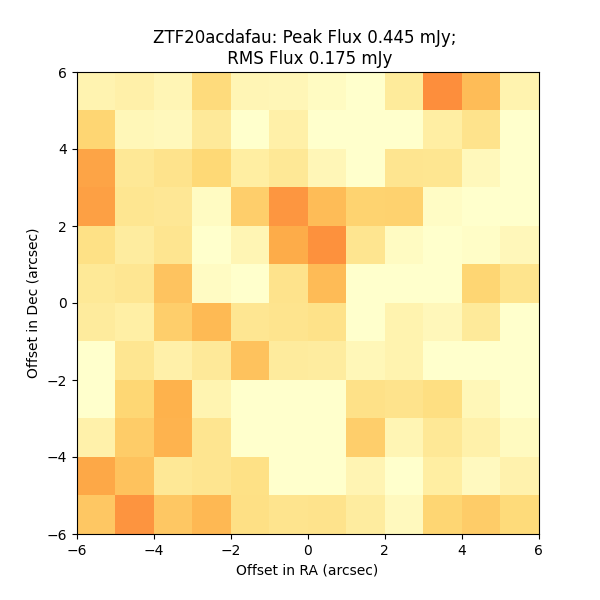 ZTF20acdafau: Peak Flux 0.445 mJy;
RMS Flux 0.175 mJy
6
4
2
0
−2
−4
−6
Offset in Dec (arcsec)
−6 −4 −2 0 2 4 6
Offset in RA (arcsec)